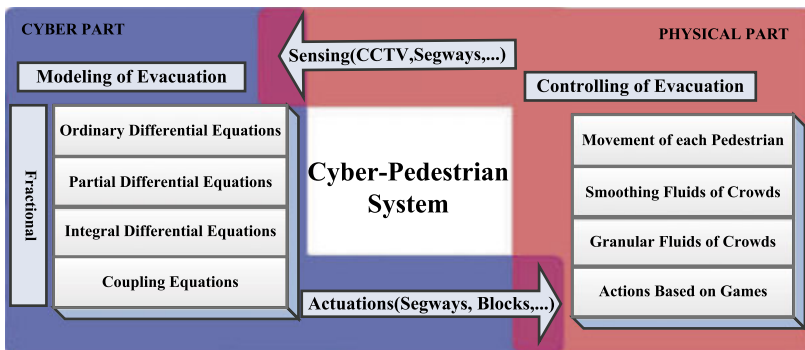 CYBER PART
PHYSICAL PART
Sensing(CCTV,Segways,...)
Modeling of Evacuation
Controlling of Evacuation
Fractional
Ordinary Differential Equations
Partial Differential Equations
Integral Differential Equations
Coupling Equations
Cyber-Pedestrian
System
Movement of each Pedestrian
Smoothing Fluids of Crowds
Granular Fluids of Crowds
Actions Based on Games
Actuations(Segways, Blocks,...)